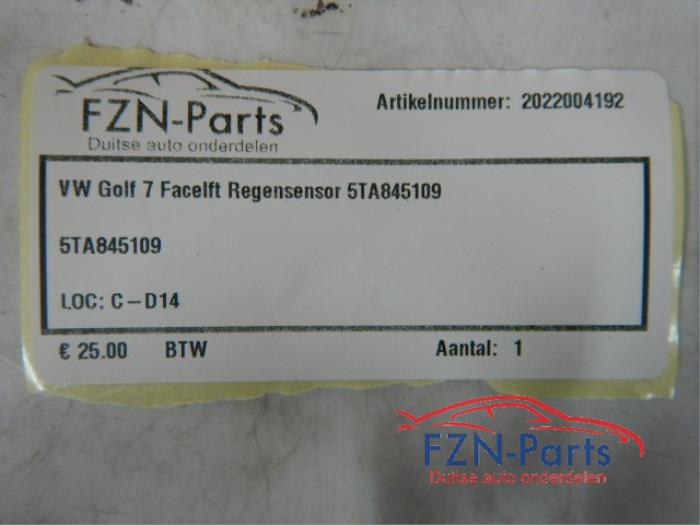 FZN-Parts
Duitse auto onderdelen
Artikelnummer: 2022004192
VW Golf 7 Facelft Regensensor 5TA845109
5TA845109
LOC: C-D14
€ 25.00 BTW Aantal: 1
FZN-Parts
Duitse auto onderdelen